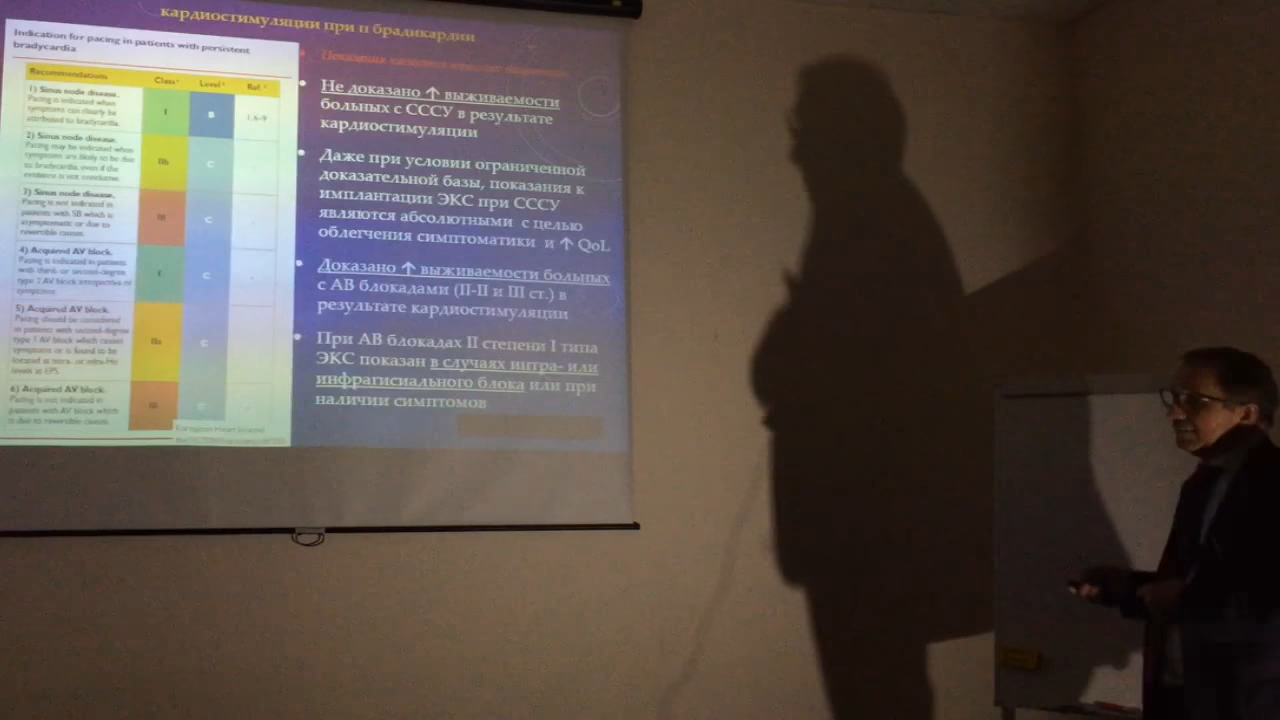 кардиостимуляции при п брадикардии
Indication for pacing in patients with persistent
bradycardia
Recommendations Class Level Ref.
1) Sinus node disease.
Pacing is indicated when
symptoms can clearly be
attributed to bradycardia.
I B 1, 6–9
2) Sinus node disease.
Pacing may be indicated when
symptoms are likely to be due
to bradycardia, even if the
evidence is not conclusive.
IIb C -
3) Sinus node disease.
Pacing is not indicated in
patients with SB which is
asymptomatic or due to
reversible causes.
III C -
4) Acquired AV block.
Pacing is indicated in patients
with third- or second-degree
type 2 AV block irrespective of
symptoms.
I C -
5) Acquired AV block.
Pacing should be considered
in patients with second-degree
type 1 AV block which causes
symptoms or is found to be
located at intra- or infra-His
levels at EPS.
IIa C
6) Acquired AV block.
Pacing is not indicated in
patients with AV block which
is due to reversible causes.
III C
European Heart Journal
Не доказано ↑ выживаемости
больных с СССУ в результате
кардиостимуляции
Даже при условии ограниченной
доказательной базы, показания к
имплантации ЭКС при СССУ
являются абсолютными с целью
облегчения симптоматики и ↑ QoL
Доказано ↑ выживаемости больных
с АВ блокадами (II-II и III ст.) в
результате кардиостимуляции
При АВ блокадах II степени I типа
ЭКС показан в случаях интра- или
инфрагисиального блока или при
наличии симптомов